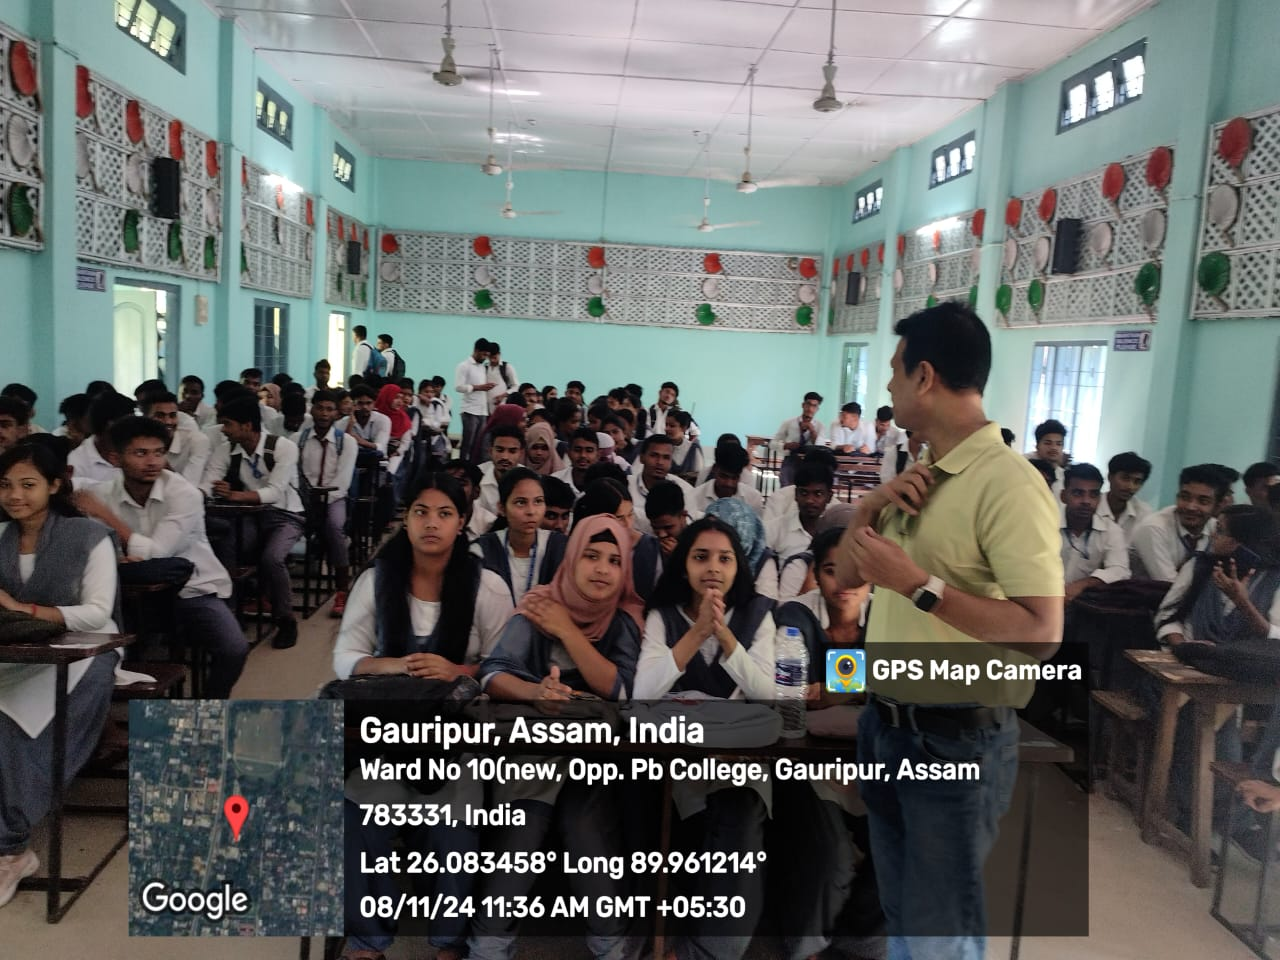 GPS Map Camera
Gauripur, Assam, India
Ward No 10(new, Opp. Pb College, Gauripur, Assam
783331, India
Lat 26.083458° Long 89.961214°
08/11/24 11:36 AM GMT +05:30
Google